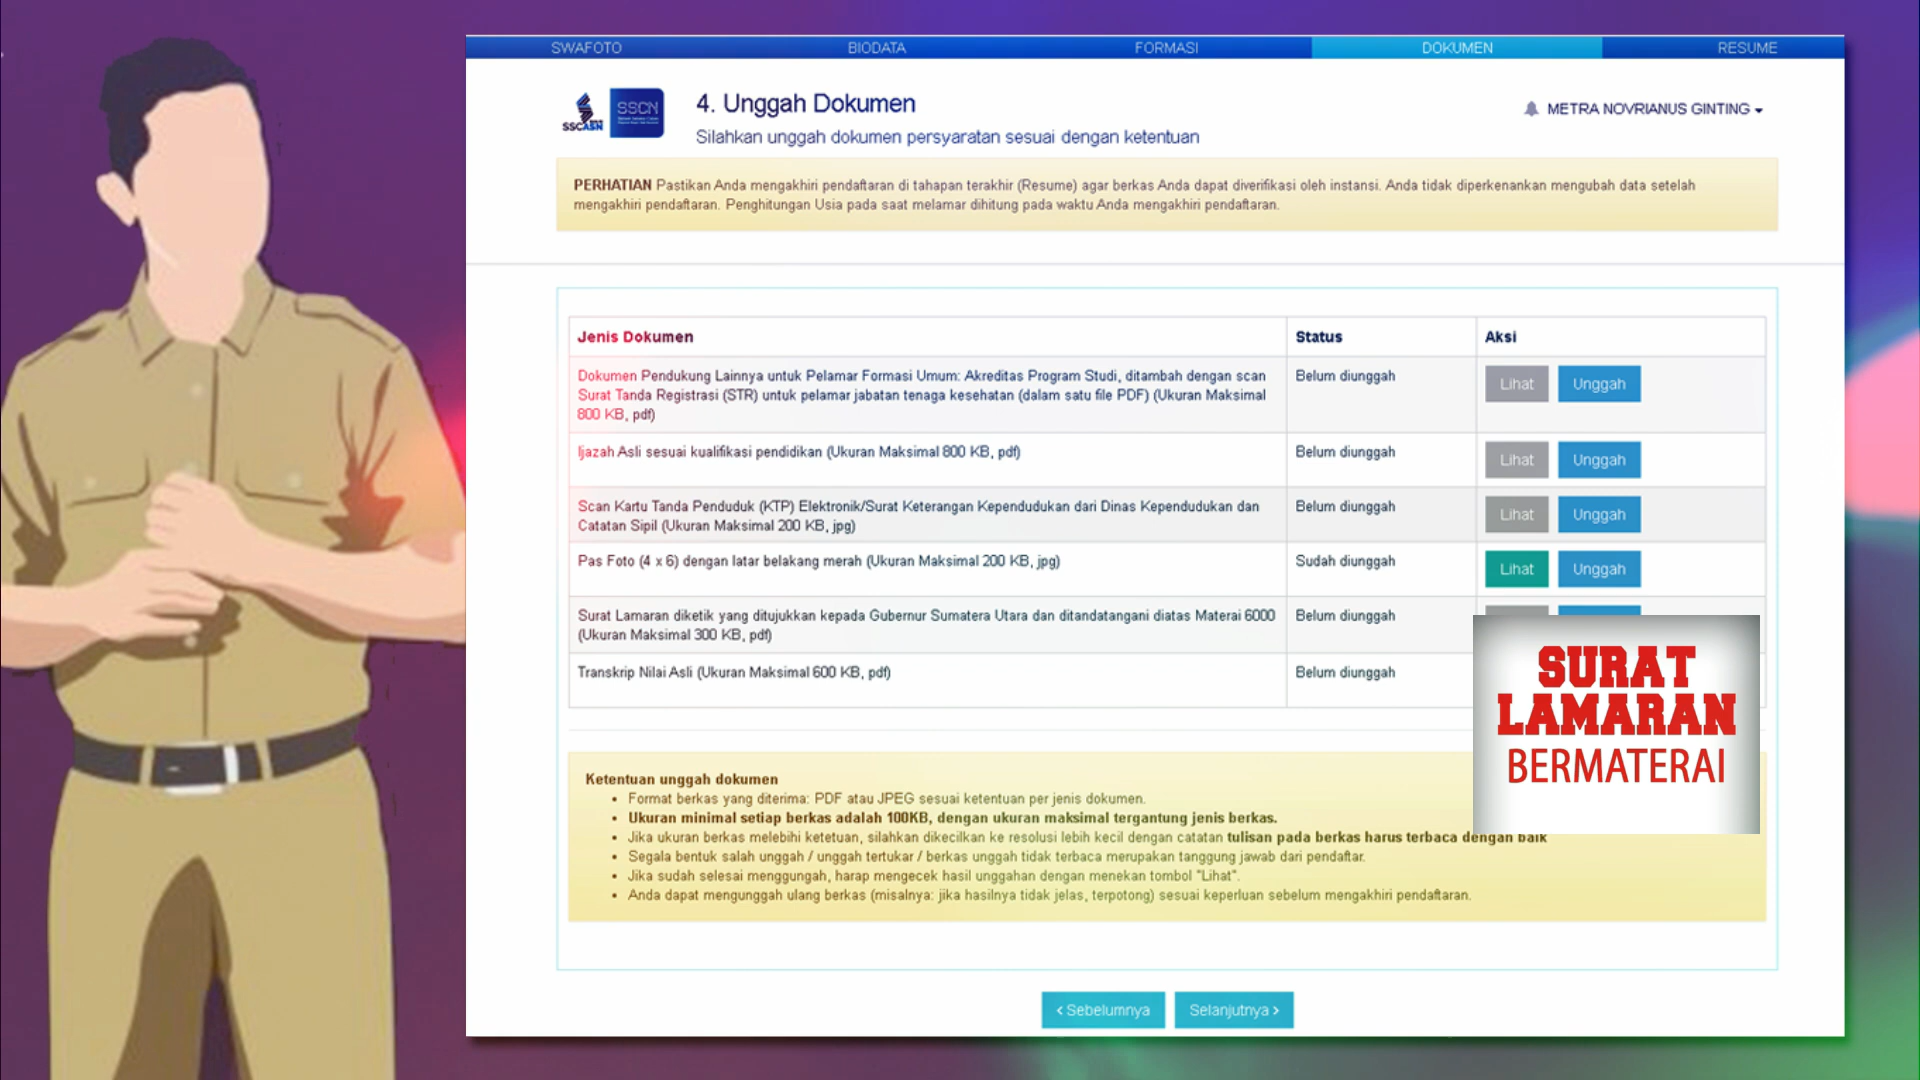 SWAFOTO BIODATA FORMASI DOKUMEN RESUME
SSCASN SSCN
4. Unggah Dokumen
METRA NOVRIANUS GINTING
Silahkan unggah dokumen persyaratan sesuai dengan ketentuan
PERHATIAN Pastikan Anda mengakhiri pendaftaran di tahapan terakhir (Resume) agar berkas Anda dapat diverifikasi oleh instansi. Anda tidak diperkenankan mengubah data setelah
mengakhiri pendaftaran. Penghitungan Usia pada saat melamar dihitung pada waktu Anda mengakhiri pendaftaran.
Jenis Dokumen Status Aksi
Dokumen Pendukung Lainnya untuk Pelamar Formasi Umum: Akreditas Program Studi, ditambah dengan scan
Surat Tanda Registrasi (STR) untuk pelamar jabatan tenaga kesehatan (dalam satu file PDF) (Ukuran Maksimal
800 KB, pdf)
Belum diunggah
Lihat Unggah
Ijazah Asli sesuai kualifikasi pendidikan (Ukuran Maksimal 800 KB, pdf)
Belum diunggah
Lihat Unggah
Scan Kartu Tanda Penduduk (KTP) Elektronik/Surat Keterangan Kependudukan dari Dinas Kependudukan dan
Catatan Sipil (Ukuran Maksimal 200 KB, jpg)
Belum diunggah
Lihat Unggah
Pas Foto (4 x 6) dengan latar belakang merah (Ukuran Maksimal 200 KB, jpg)
Sudah diunggah
Lihat Unggah
Surat Lamaran diketik yang ditujukkan kepada Gubernur Sumatera Utara dan ditandatangani diatas Materai 6000
(Ukuran Maksimal 300 KB, pdf)
Belum diunggah
Transkrip Nilai Asli (Ukuran Maksimal 600 KB, pdf)
Belum diunggah
SURAT
LAMARAN
BERMATERAI
Ketentuan unggah dokumen
• Format berkas yang diterima: PDF atau JPEG sesuai ketentuan per jenis dokumen.
• Ukuran minimal setiap berkas adalah 100KB, dengan ukuran maksimal tergantung jenis berkas.
• Jika ukuran berkas melebihi ketetuan, silahkan dikecilkan ke resolusi lebih kecil dengan catatan tulisan pada berkas harus terbaca dengan baik
• Segala bentuk salah unggah / unggah tertukar / berkas unggah tidak terbaca merupakan tanggung jawab dari pendaftar.
• Jika sudah selesai menggungah, harap mengecek hasil unggahan dengan menekan tombol "Lihat".
• Anda dapat mengunggah ulang berkas (misalnya: jika hasilnya tidak jelas, terpotong) sesuai keperluan sebelum mengakhiri pendaftaran.
< Sebelumnya Selanjutnya >